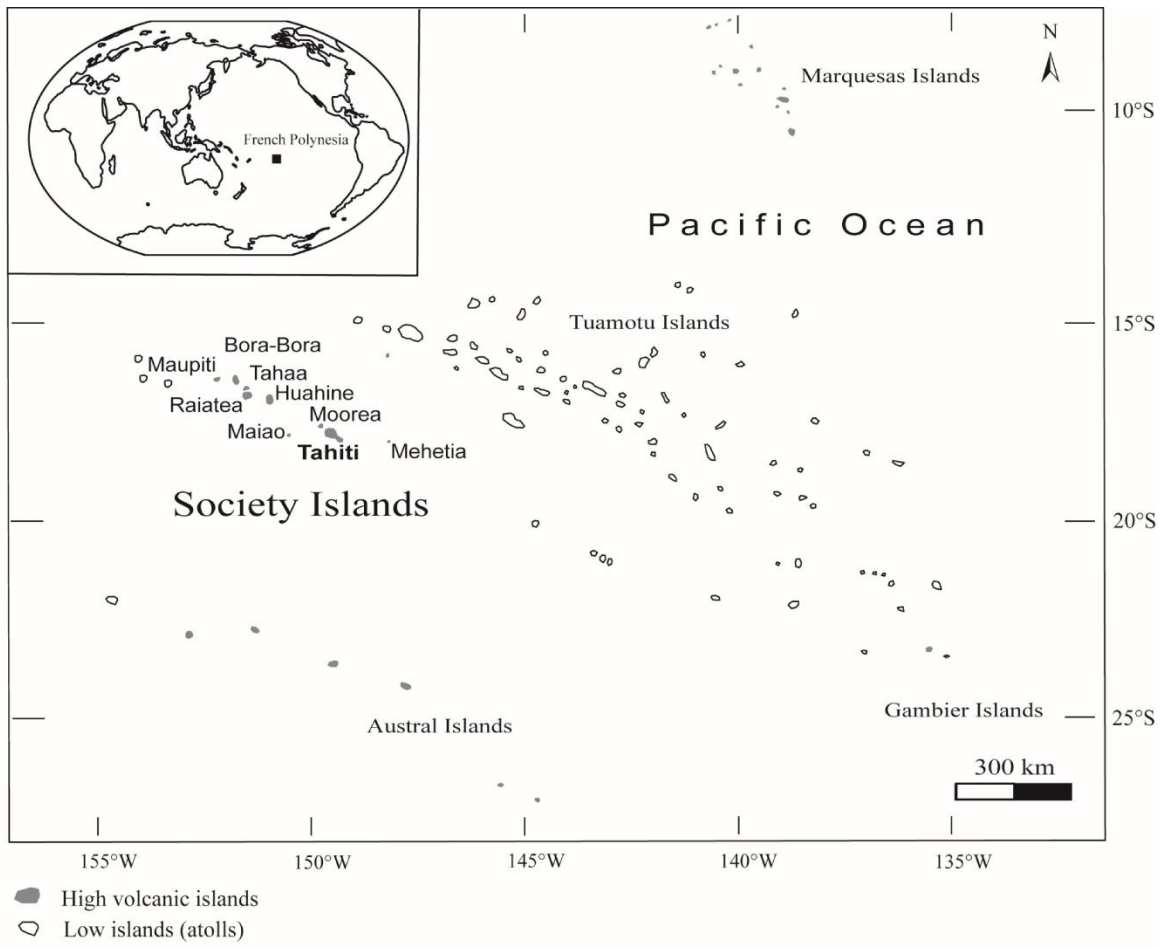 French Polynesia
N
Marquesas Islands
10°S
Pacific Ocean
Tuamotu Islands
15°S
Bora-Bora
Maupiti
Tahaa
Raiatea
Huahine
Moorea
Maiao
Tahiti
Mehetia
Society Islands
20°S
Gambier Islands
25°S
Austral Islands
300 km
155°W
150°W
145°W
140°W
135°W
High volcanic islands
Low islands (atolls)